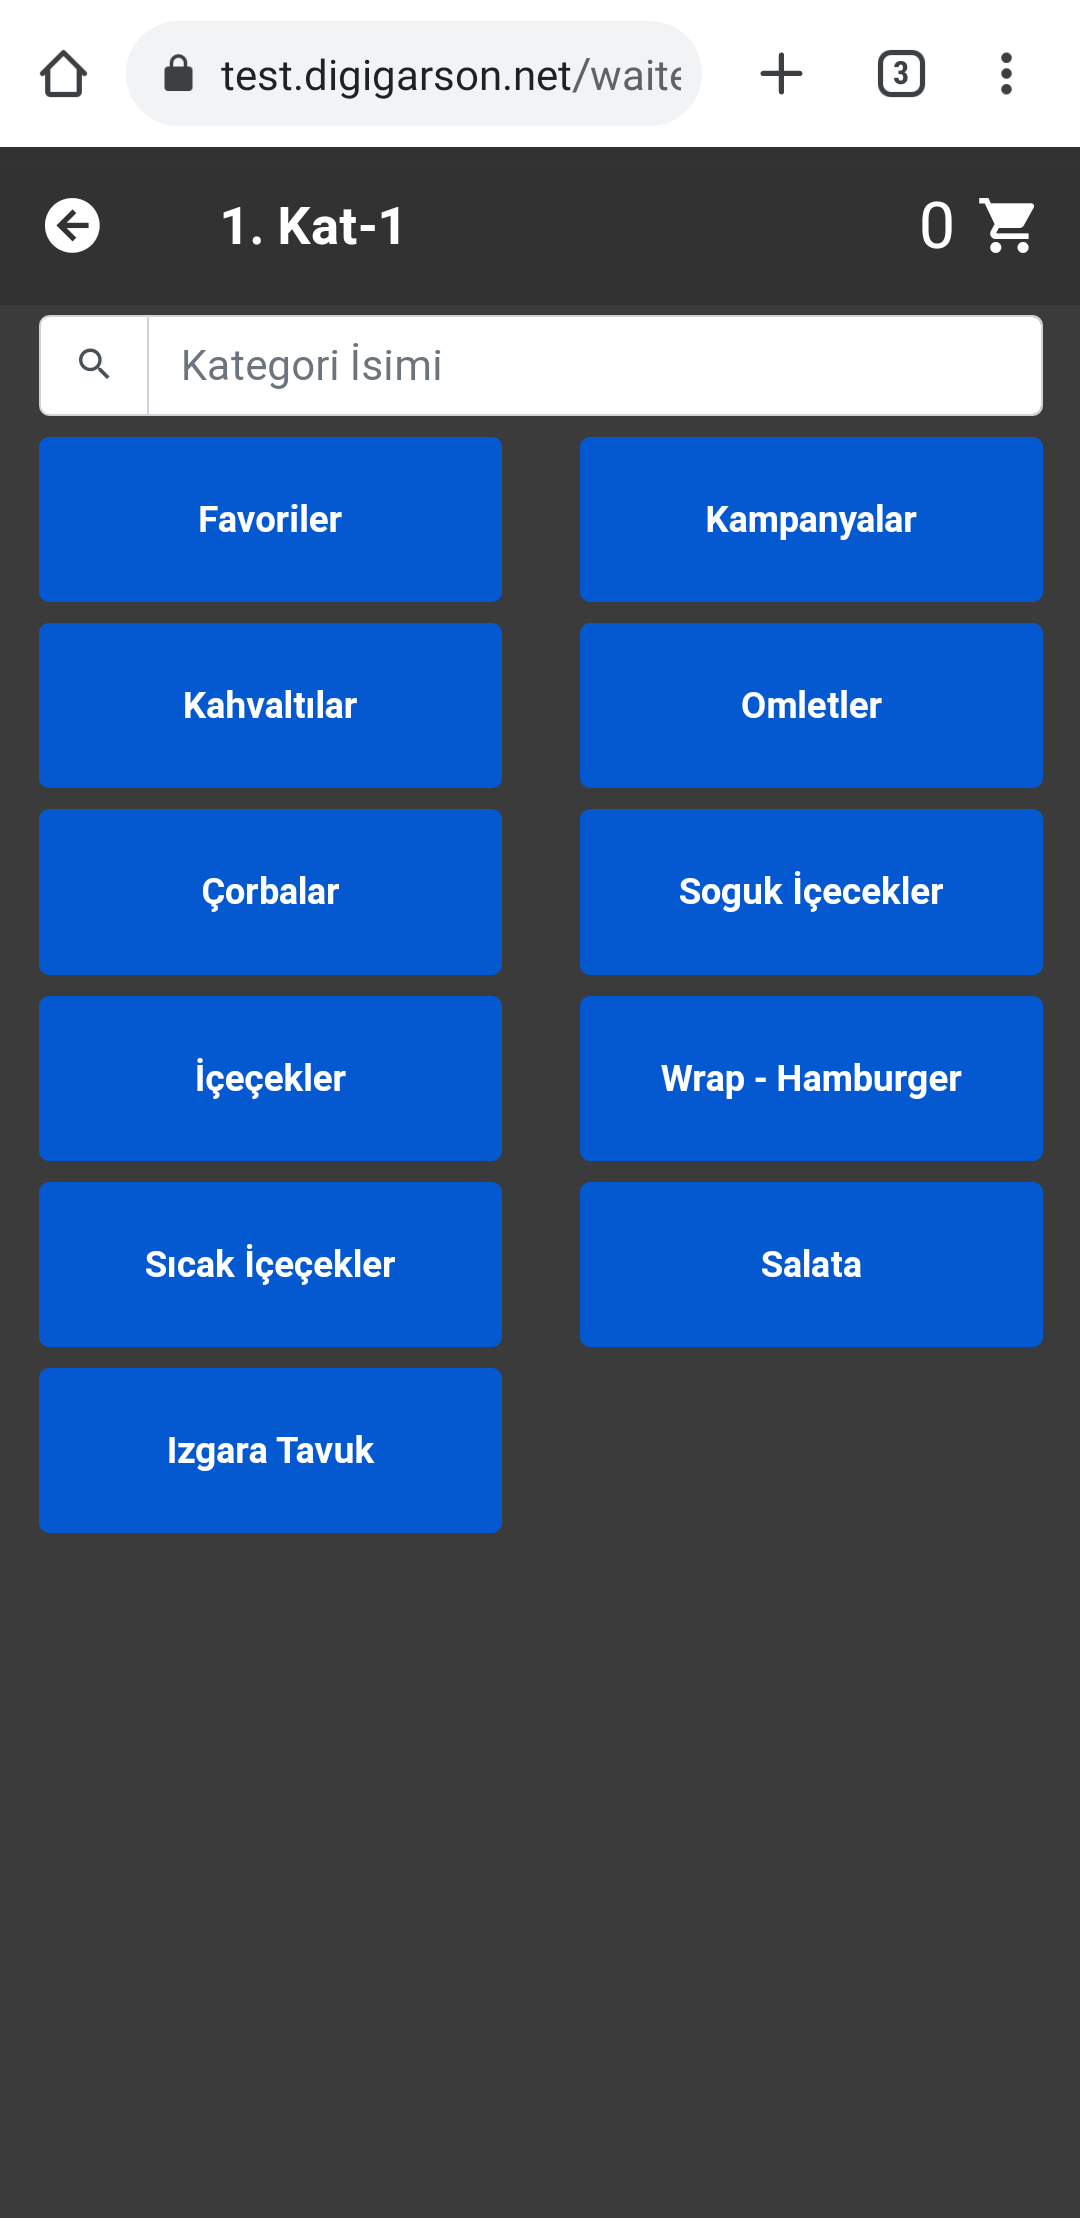 test.digigarson.net/waite
3
1. Kat-1
0
Kategori İsimi
Favoriler
Kampanyalar
Kahvaltılar
Omletler
Çorbalar
Soguk İçecekler
İçeçekler
Wrap - Hamburger
Sıcak İçeçekler
Salata
Izgara Tavuk